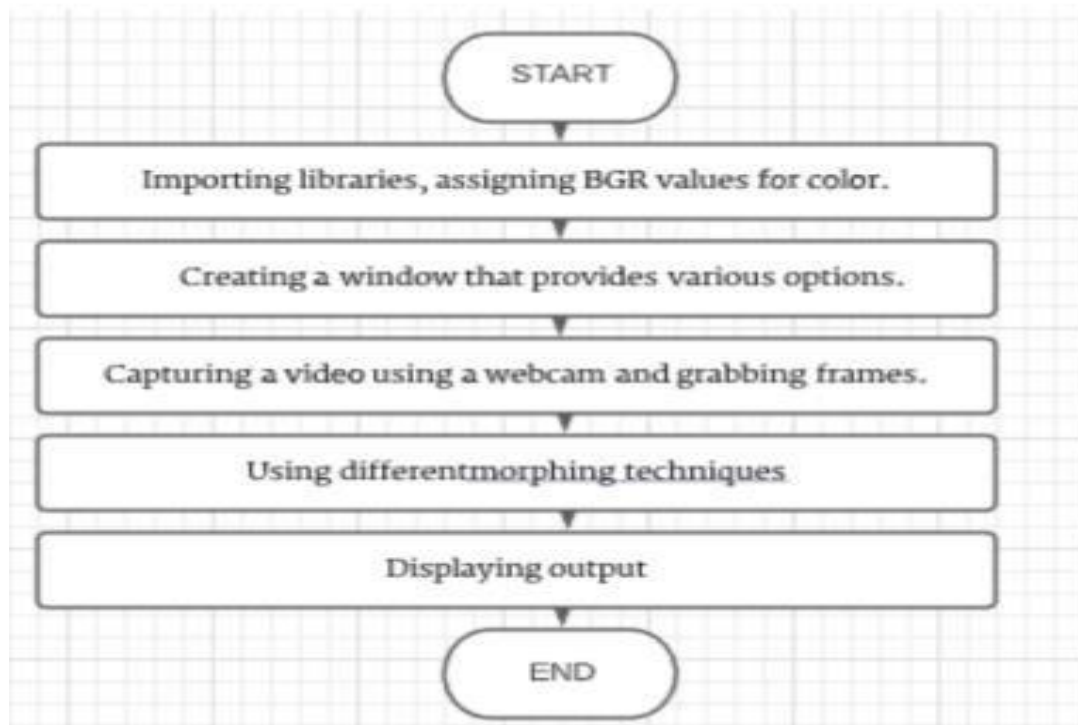 START
Importing libraries, assigning BGR values for color.
Creating a window that provides various options.
Capturing a video using a webcam and grabbing frames.
Using differentmorphing techniques
Displaying output
END